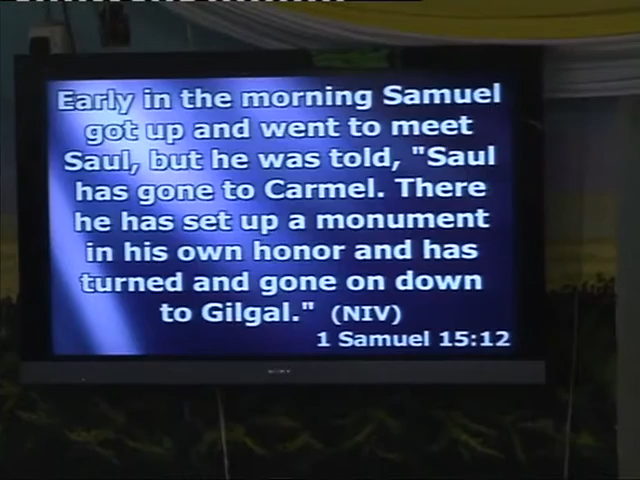 Early in the morning Samuel
got up and went to meet
Saul, but he was told, "Saul
has gone to Carmel. There
he has set up a monument
in his own honor and has
turned and gone on down
to Gilgal." (NIV)
1 Samuel 15:12
SONY